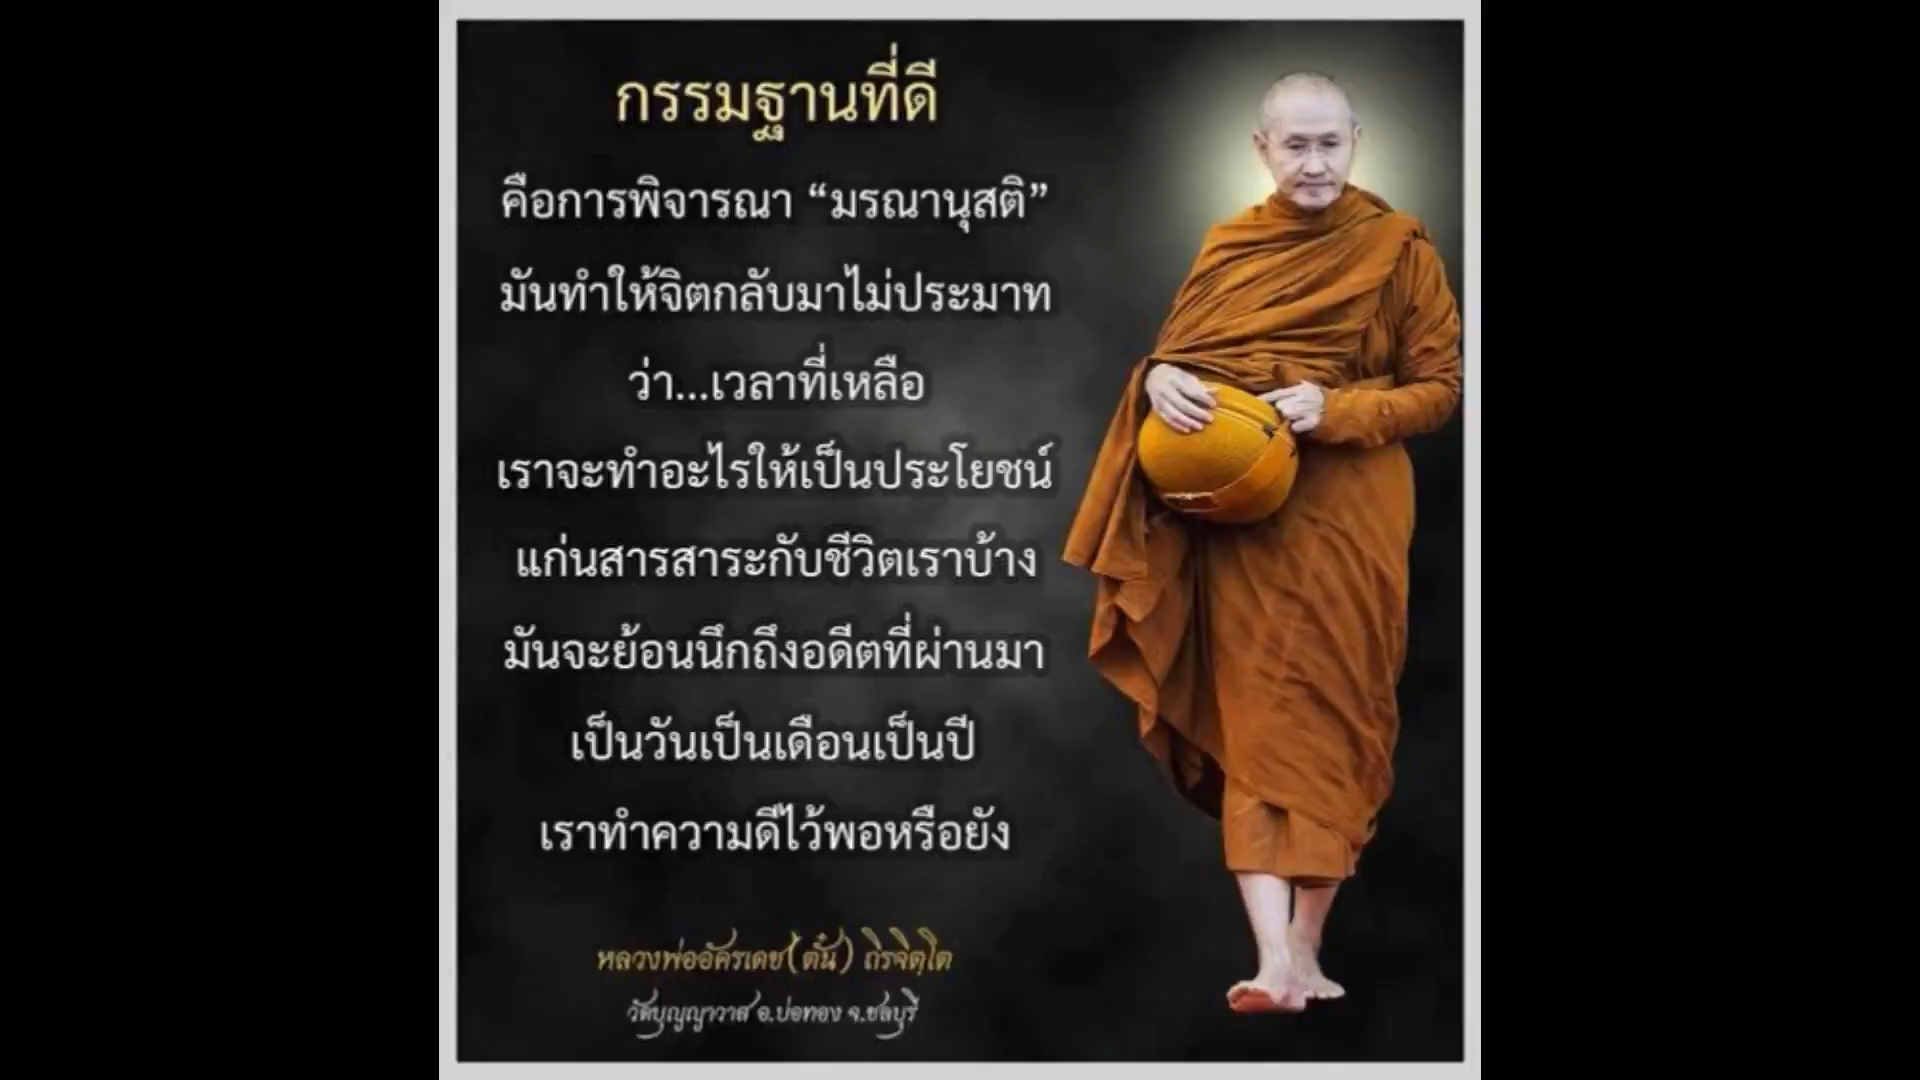 กรรมฐานที่ดี
คือการพิจารณา “มรณานุสติ”
มันทำให้จิตกลับมาไม่ประมาท
ว่า...เวลาที่เหลือ
เราจะทำอะไรให้เป็นประโยชน์
แก่นสารสาระกับชีวิตเราบ้าง
มันจะย้อนนึกถึงอดีตที่ผ่านมา
เป็นวันเป็นเดือนเป็นปี
เราทำความดีไว้พอหรือยัง
หลวงพ่ออัครเดช(ตั๋น) ถิรจิตฺโต
วัดบุญญาวาส อ.บ่อทอง จ.ชลบุรี